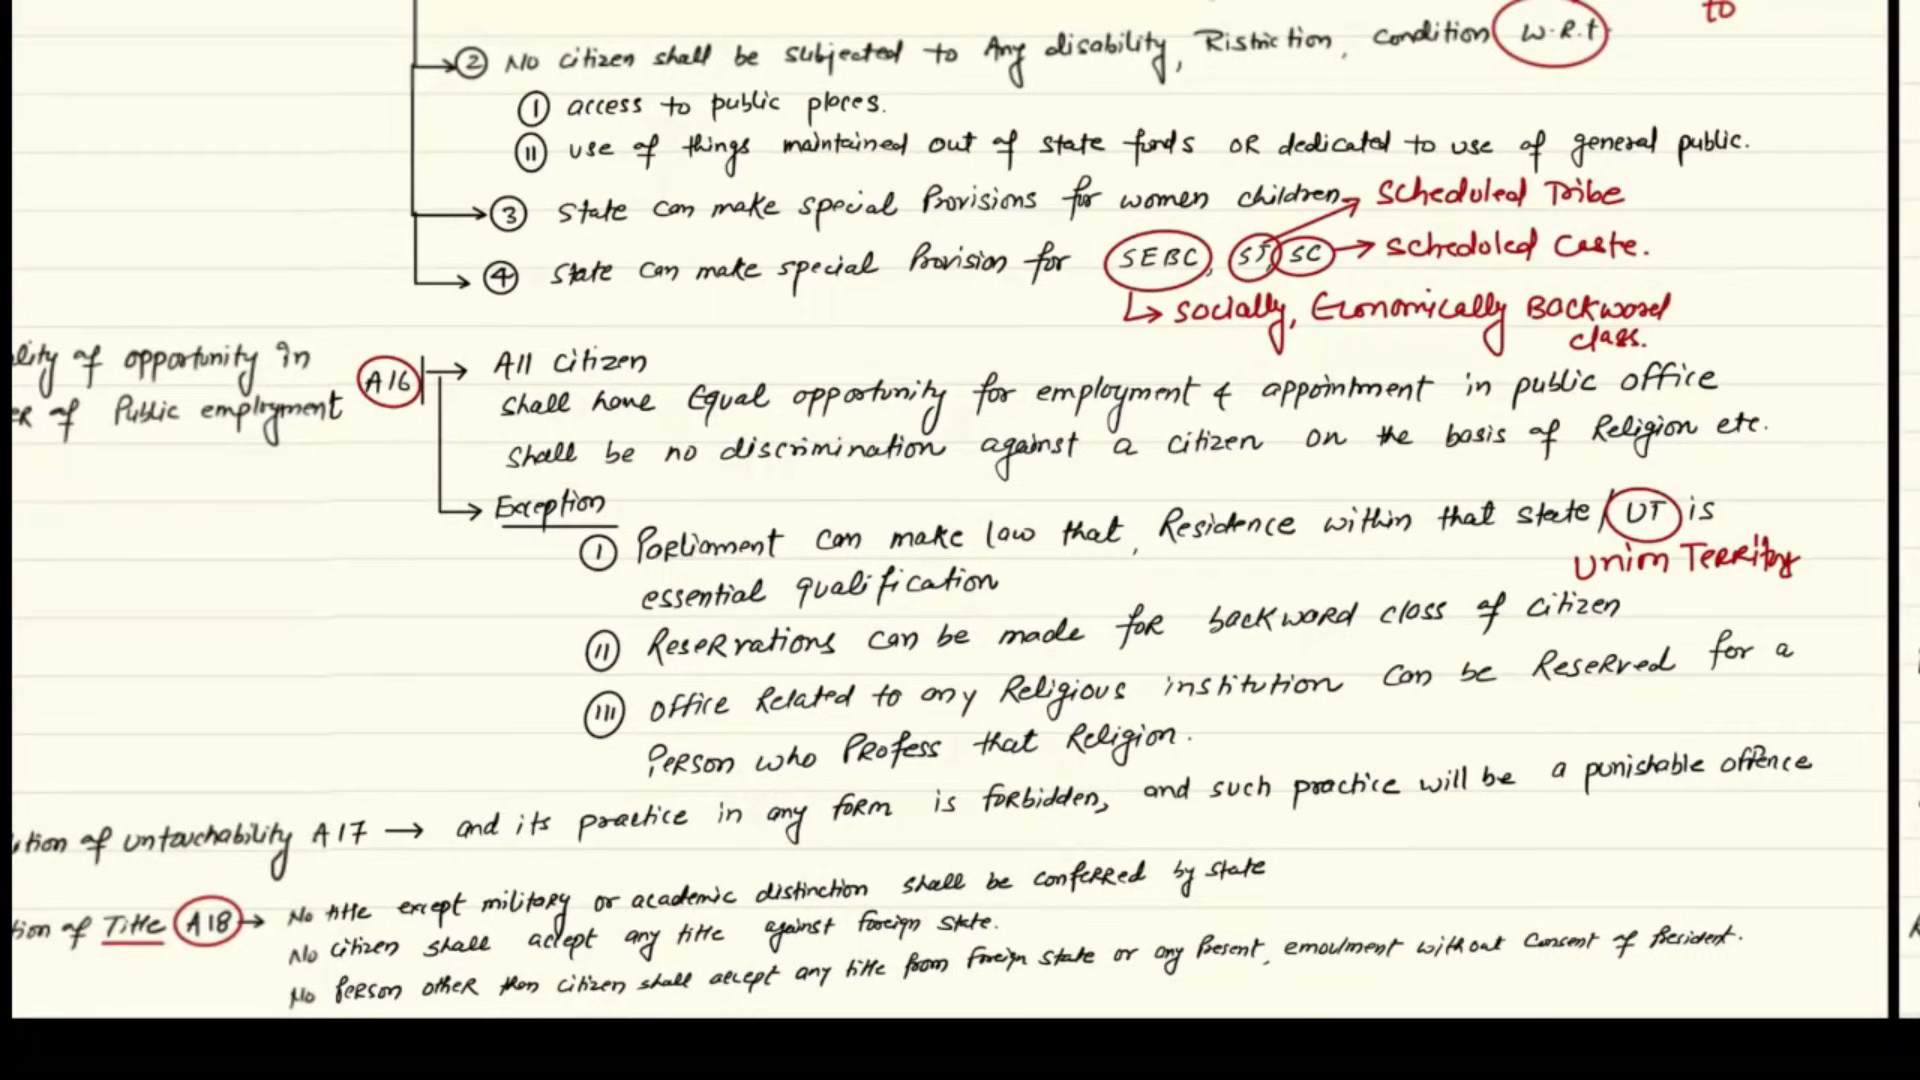 to
② No citizen shall be subjected to Any disability, Ristriction, condition W.R.t
① access to public places.
⑪ use of things maintained out of state funds OR dedicated to use of general public.
③ State can make special Provisions for women children → Scheduled Tribe
④ State can make special Provision for SEBC, ST, SC → Scheduled Caste.
↳ Socially, Economically Backward
class.
lity of opportunity in
A16 → All citizen
ER of Public employment
shall have Equal opportunity for employment & appointment in public office
shall be no discrimination against a citizen on the basis of Religion etc.
→ Exception
① Parliament can make law that, Residence within that state / UT is
Union Territory
essential qualification
⑪ Reservations can be made for backward class of citizen
⑪I office Related to any Religious institution can be Reserved for a
Person who Profess that Religion.
ition of untouchability A17 → and its practice in any form is forbidden, and such practice will be a punishable offence
tion of Title A18 → No title except military or academic distinction shall be conferred by state
No citizen shall accept any title against foreign state.
No Person other then citizen shall accept any title from foreign state or any Present, emoulment without consent of President.